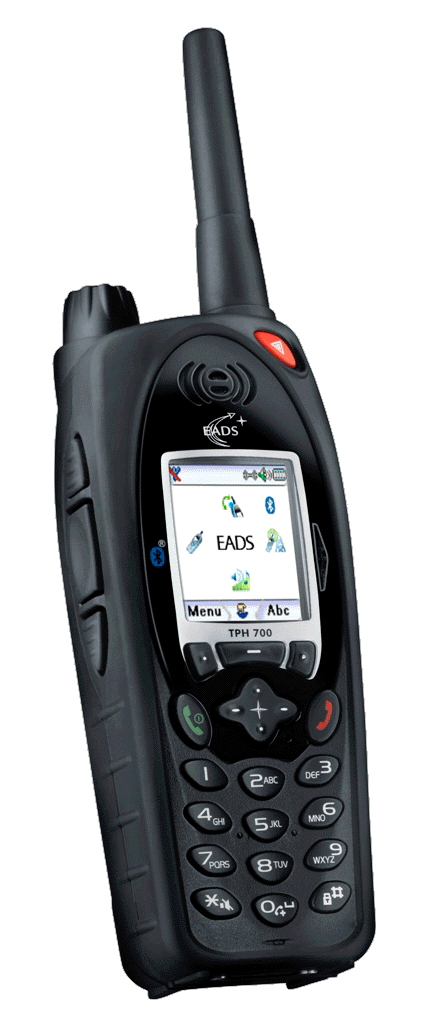 EADS
EADS
Menu Abc
TPH 700
®
1 2ABC DEF3
4GHI 5JKL MNO6
7PQRS 8TUV WXYZ9
* 0 #